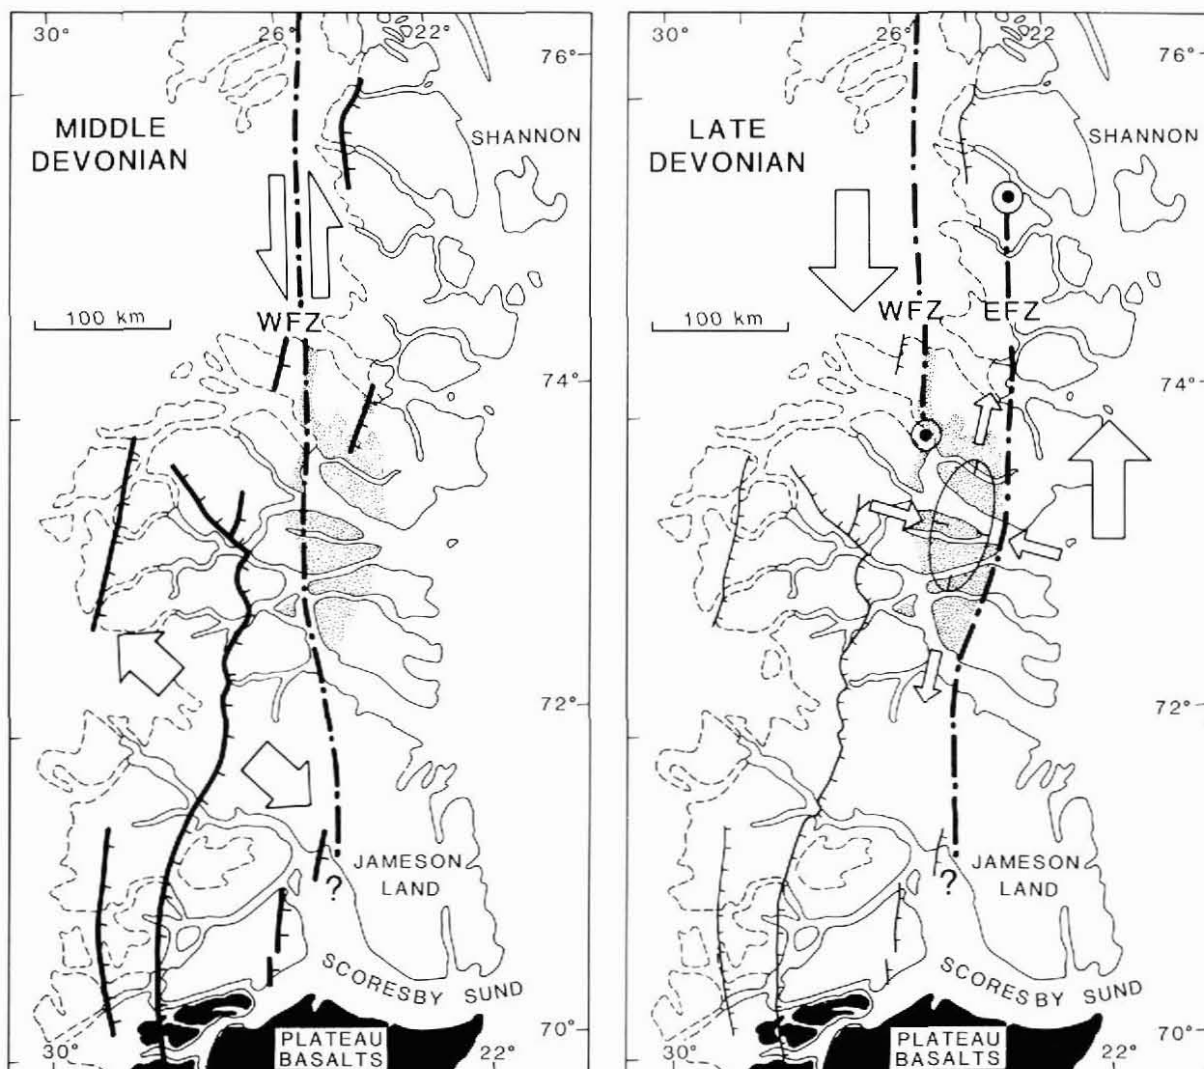 30° 26° 22°
76°
MIDDLE
DEVONIAN
SHANNON
100 km
WFZ
74°
72°
JAMESON
LAND
?
SCORESBY SUND
PLATEAU
BASALTS
70°
30° 22°
30° 26° 22°
76°
LATE
DEVONIAN
SHANNON
100 km
WFZ EFZ
74°
72°
JAMESON
LAND
?
SCORESBY SUND
PLATEAU
BASALTS
70°
30° 22°